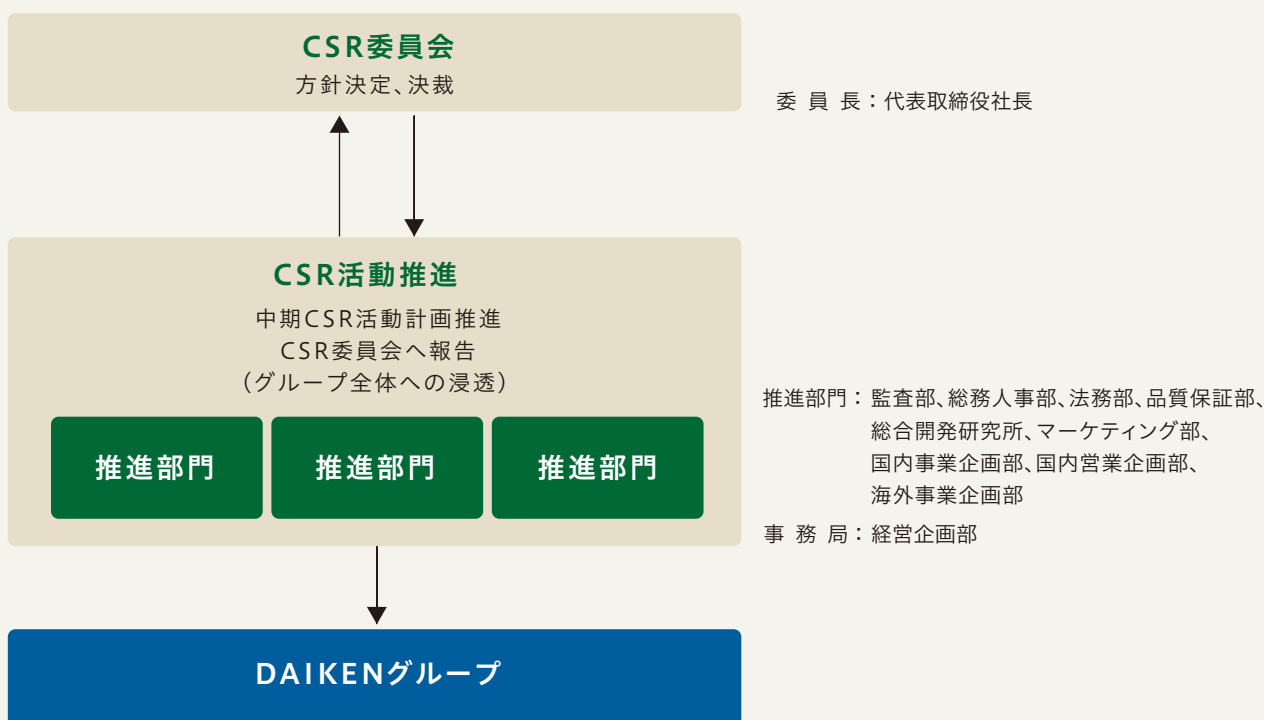 CSR委員会
方針決定、決裁
委 員 長：代表取締役社長
CSR活動推進
中期CSR活動計画推進
CSR委員会へ報告
（グループ全体への浸透）
推進部門
推進部門
推進部門
推進部門：監査部、総務人事部、法務部、品質保証部、
総合開発研究所、マーケティング部、
国内事業企画部、国内営業企画部、
海外事業企画部
事 務 局：経営企画部
DAIKENグループ